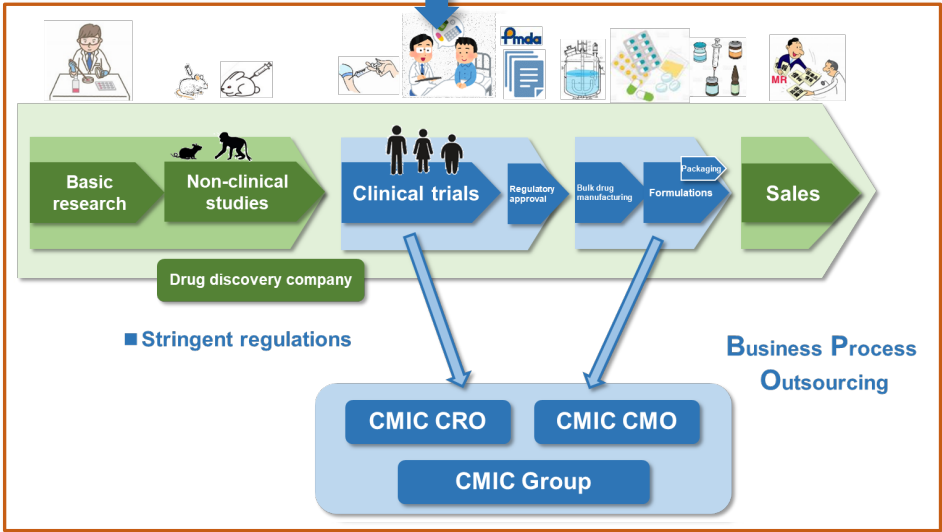 Pmda
MR
Basic
research
Non-clinical
studies
Clinical trials
Regulatory
approval
Bulk drug
manufacturing
Packaging
Formulations
Sales
Drug discovery company
Stringent regulations
Business Process
Outsourcing
CMIC CRO
CMIC CMO
CMIC Group